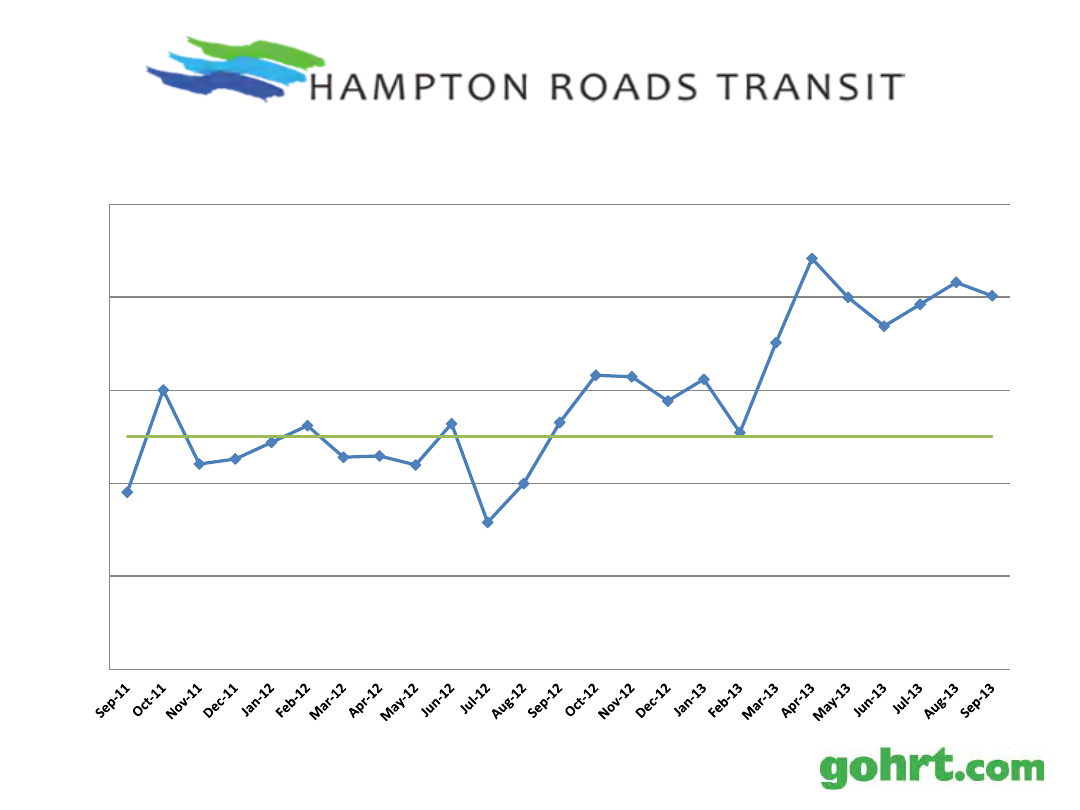 HAMPTON ROADS TRANSIT
Sep-11
Oct-11
Nov-11
Dec-11
Jan-12
Feb-12
Mar-12
Apr-12
May-12
Jun-12
Jul-12
Aug-12
Sep-12
Oct-12
Nov-12
Dec-12
Jan-13
Feb-13
Mar-13
Apr-13
May-13
Jun-13
Jul-13
Aug-13
Sep-13
gohrt.com